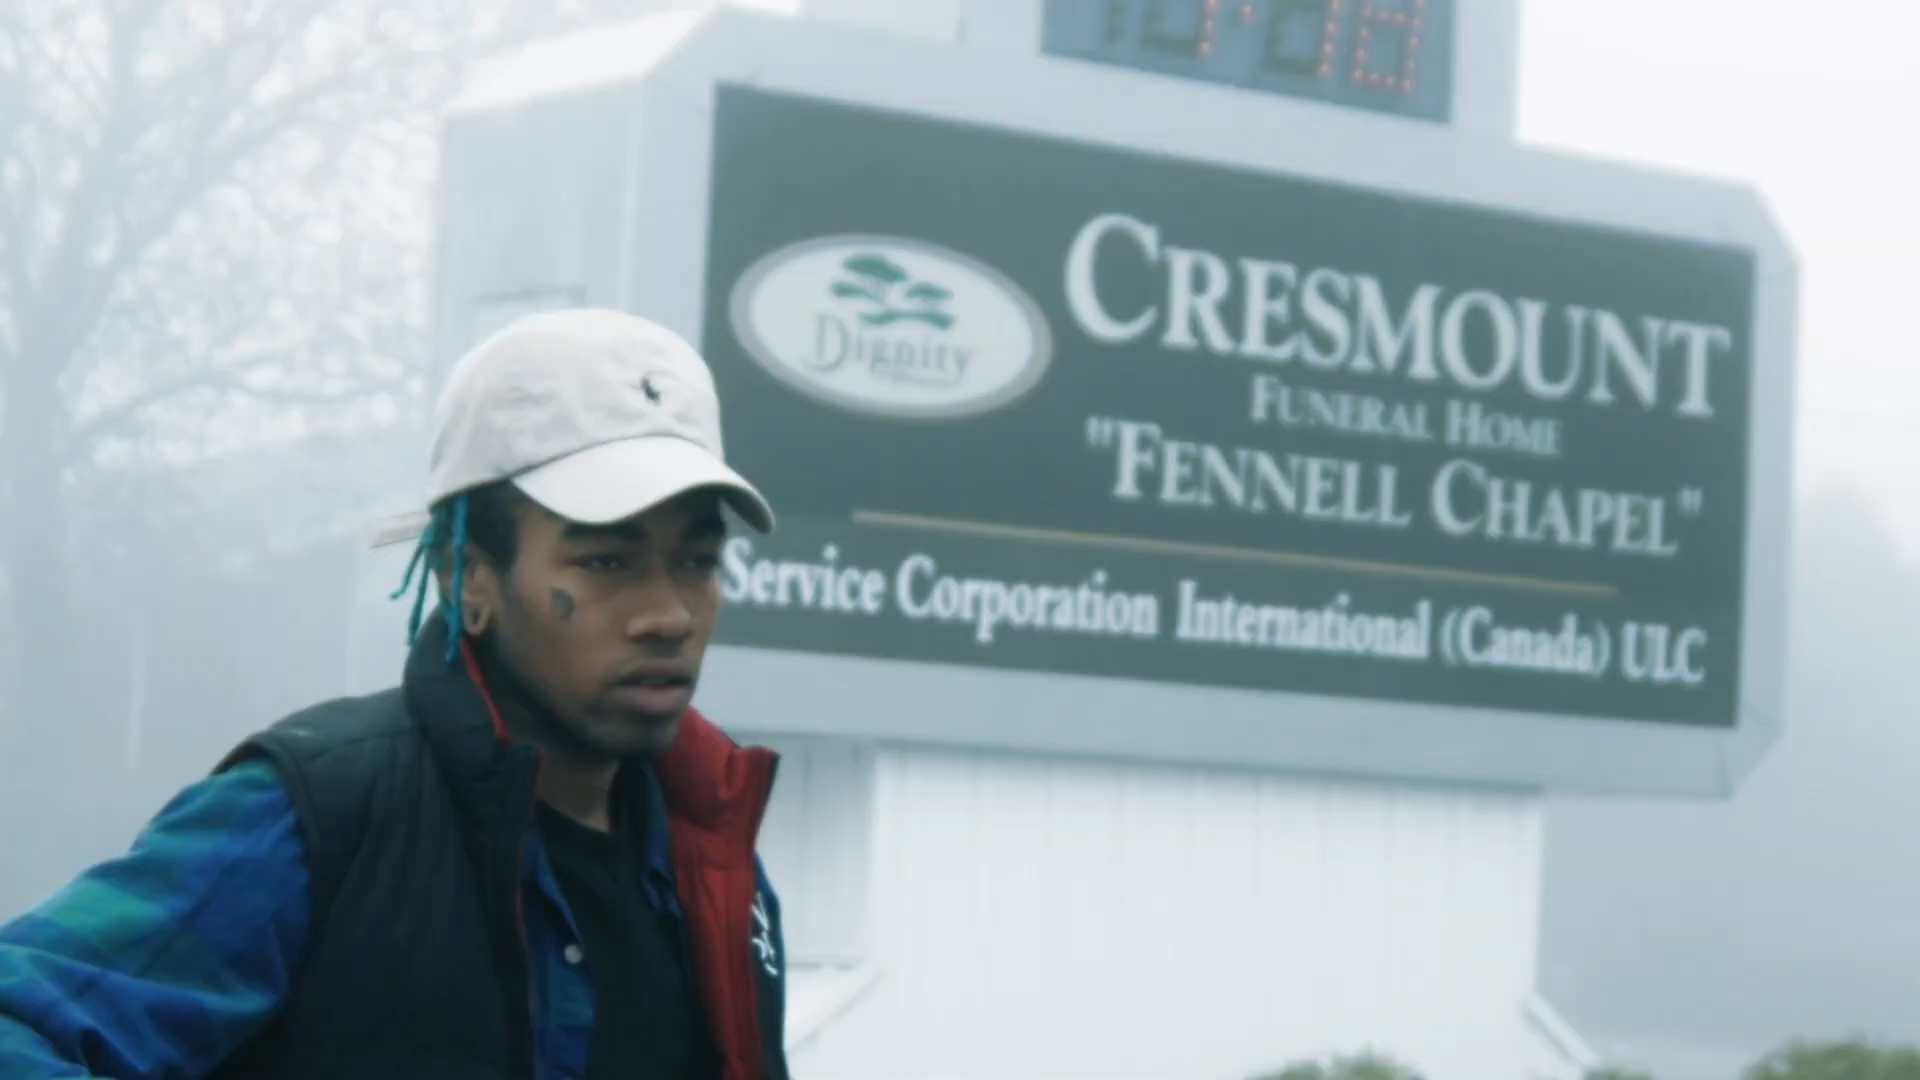 Dignity
CRESMOUNT
FUNERAL HOME
"FENNELL CHAPEL"
Service Corporation International (Canada) ULC